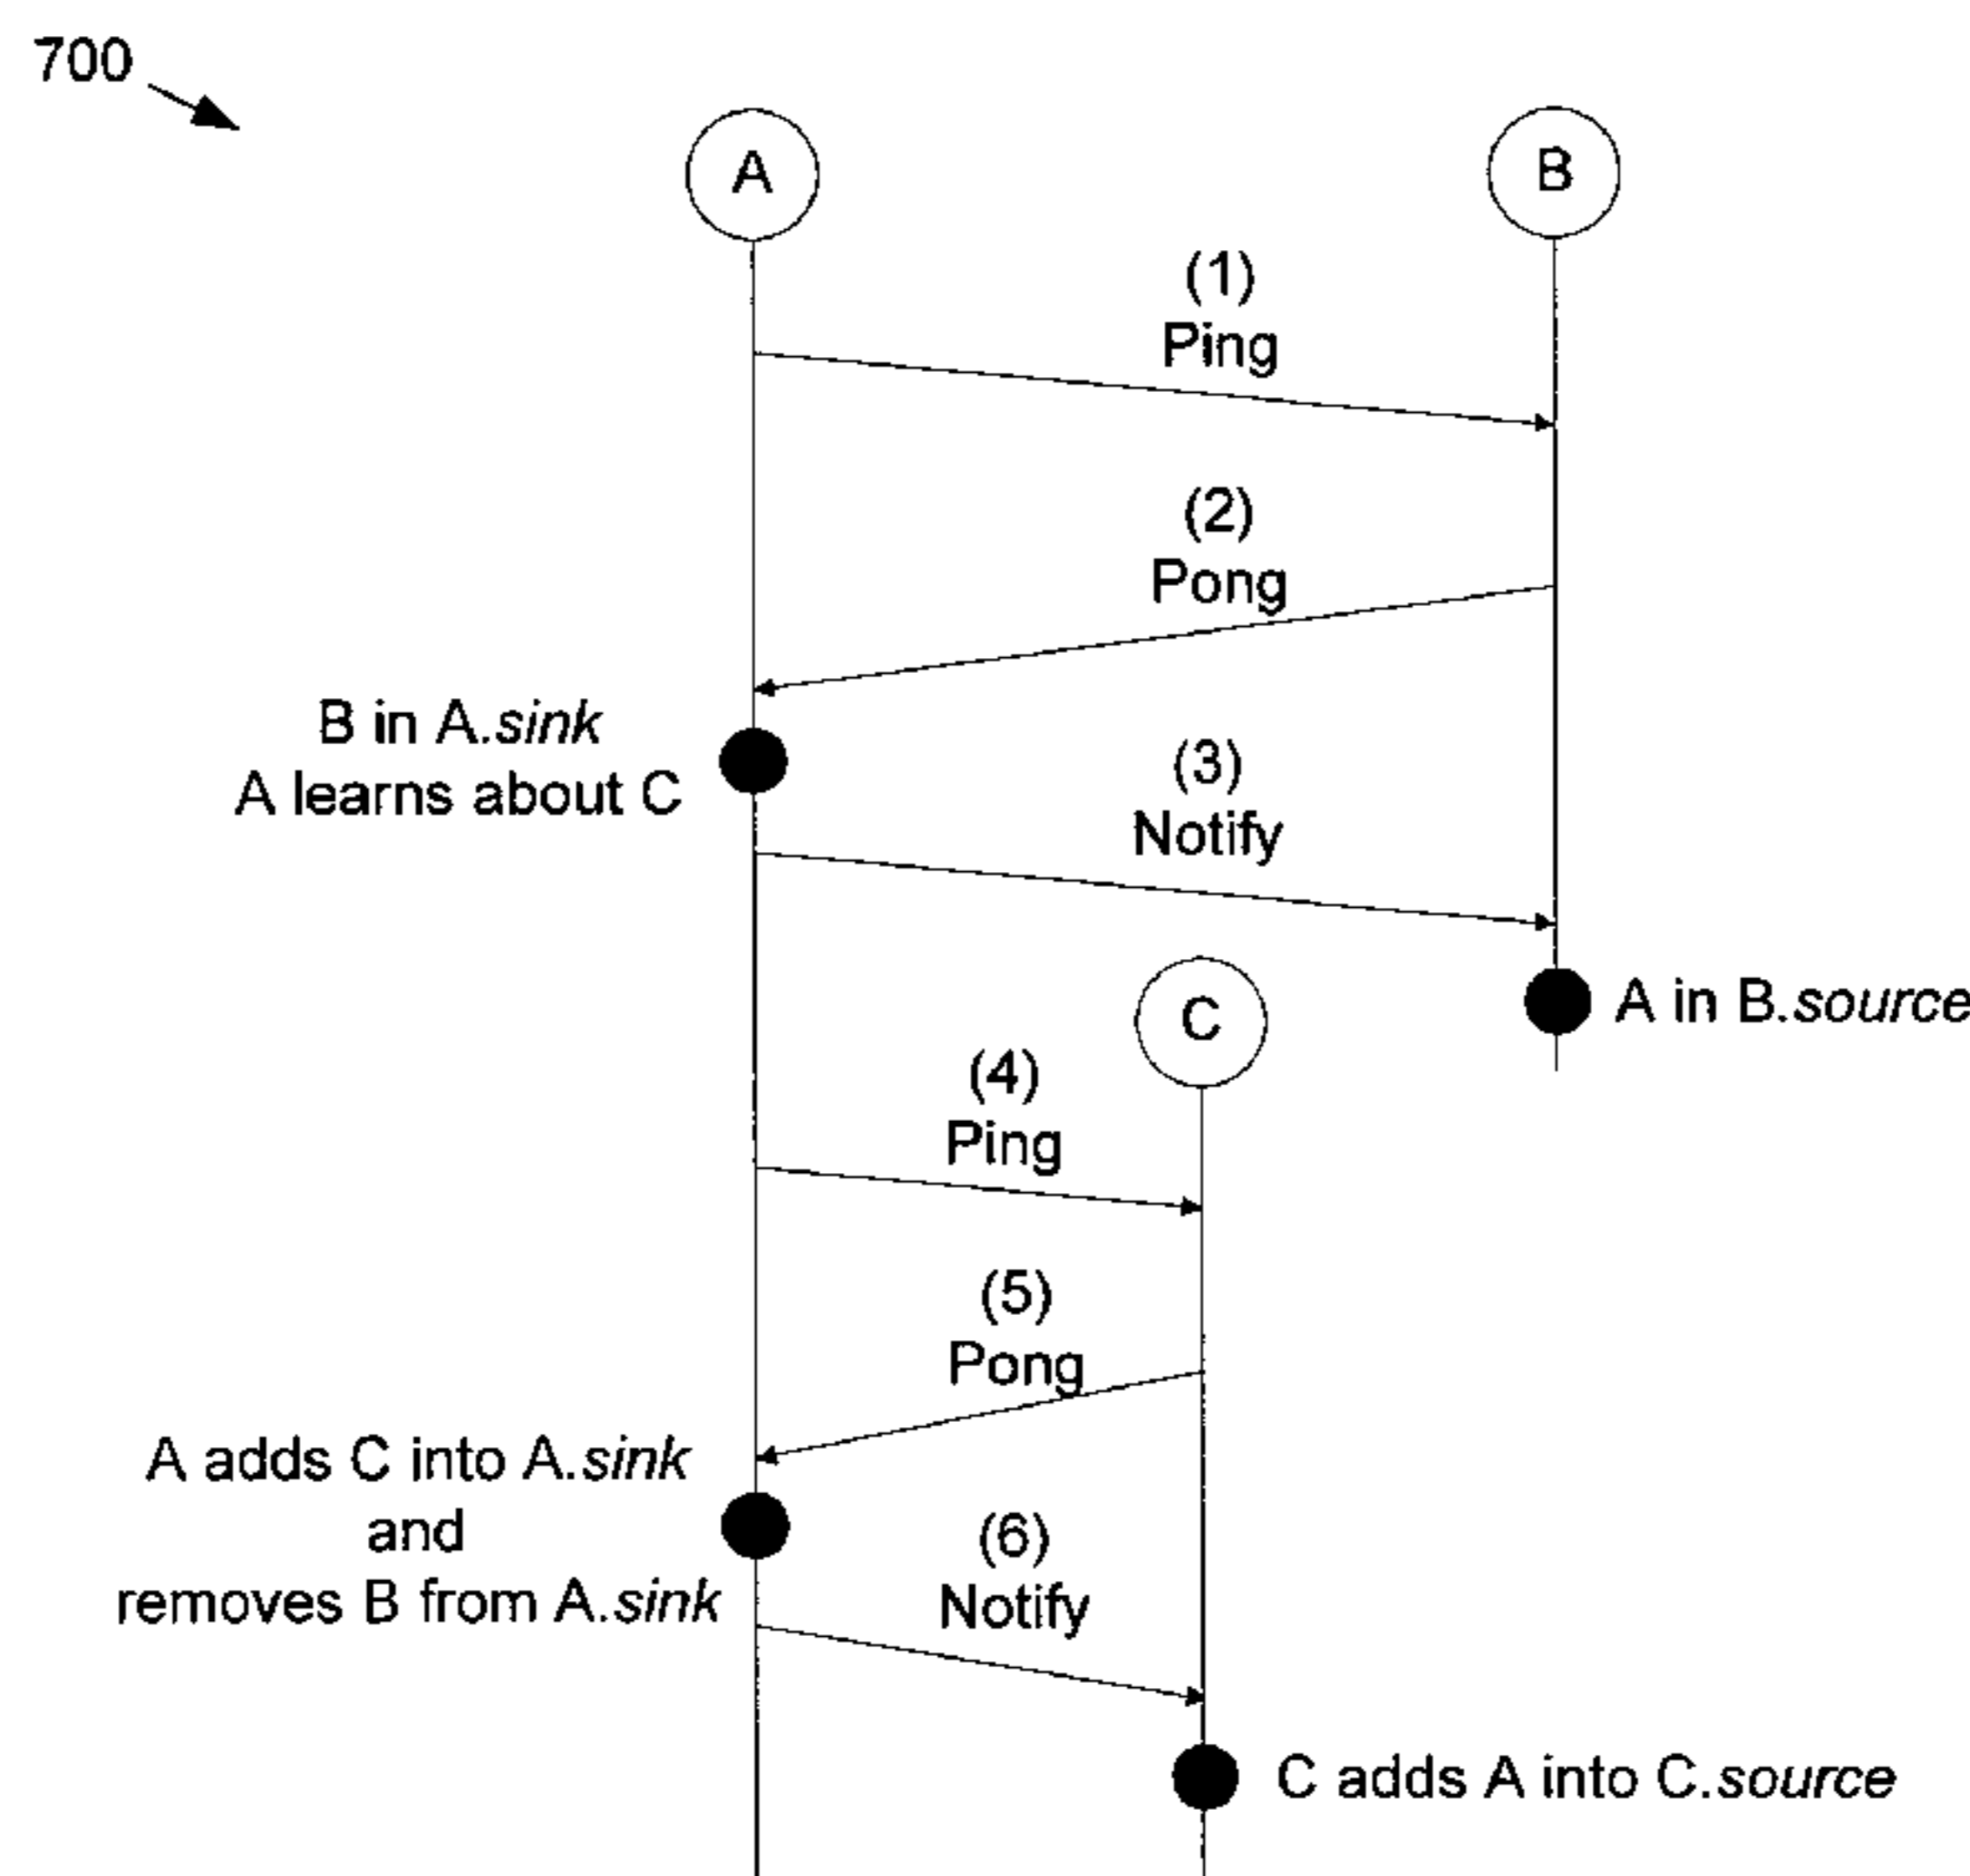 700
A
B
(1)
Ping
(2)
Pong
B in A.sink
A learns about C
(3)
Notify
C
A in B.source
(4)
Ping
(5)
Pong
A adds C into A.sink
and
removes B from A.sink
(6)
Notify
C adds A into C.source